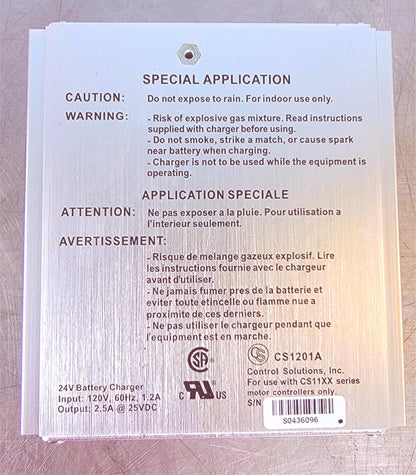 SPECIAL APPLICATION
CAUTION: Do not expose to rain. For indoor use only.
WARNING: - Risk of explosive gas mixture. Read instructions
supplied with charger before using.
- Do not smoke, strike a match, or cause spark
near battery when charging.
- Charger is not to be used while the equipment is
operating.
APPLICATION SPECIALE
ATTENTION: Ne pas exposer a la pluie. Pour utilisation a
l'interieur seulement.
AVERTISSEMENT:
- Risque de melange gazeux explosif. Lire
les instructions fournie avec le chargeur
avant d'utiliser.
- Ne jamais fumer pres de la batterie et
eviter toute etincelle ou flamme nue a
proximite de ces derniers.
- Ne pas utiliser le chargeur pendant que
l'equipement est en marche.
24V Battery Charger
Input: 120V, 60Hz, 1.2A
Output: 2.5A @ 25VDC
SA
C UR US
CS CS1201A
Control Solutions, Inc.
For use with CS11XX series
motor controllers only.
S/N
S0436096